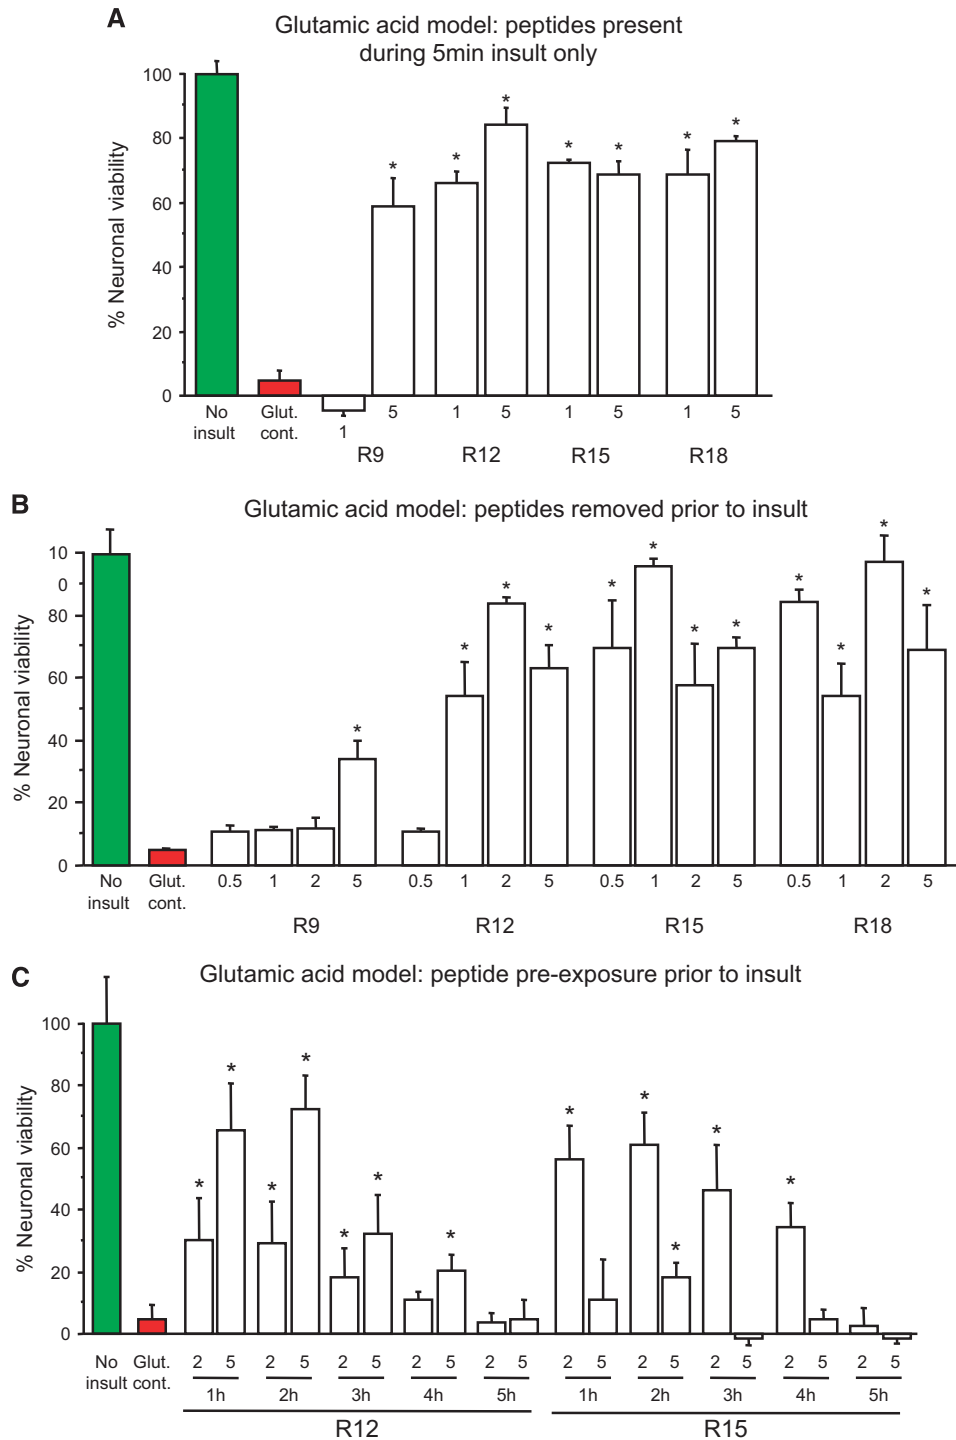 A
Glutamic acid model: peptides present
during 5min insult only
% Neuronal viability
100
80
60
40
20
0
* * * * * * *
No Glut. 1 5 1 5 1 5 1 5
insult cont.
R9 R12 R15 R18
B
Glutamic acid model: peptides removed prior to insult
% Neuronal viability
10
0
80
60
40
20
0
* * * * * * * * * * * *
No Glut. 0.5 1 2 5 0.5 1 2 5 0.5 1 2 5 0.5 1 2 5
insult cont.
R9 R12 R15 R18
C
Glutamic acid model: peptide pre-exposure prior to insult
% Neuronal viability
100
80
60
40
20
0
* * * * * * * * * * * *
No Glut. 2 5 2 5 2 5 2 5 2 5 2 5 2 5 2 5 2 5 2 5
insult cont. 1h 2h 3h 4h 5h 1h 2h 3h 4h 5h
R12 R15